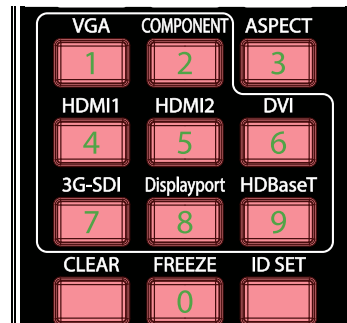 VGA COMPONENT ASPECT
1 2 3
HDMI1 HDMI2 DVI
4 5 6
3G-SDI Displayport HDBaseT
7 8 9
CLEAR FREEZE ID SET
0